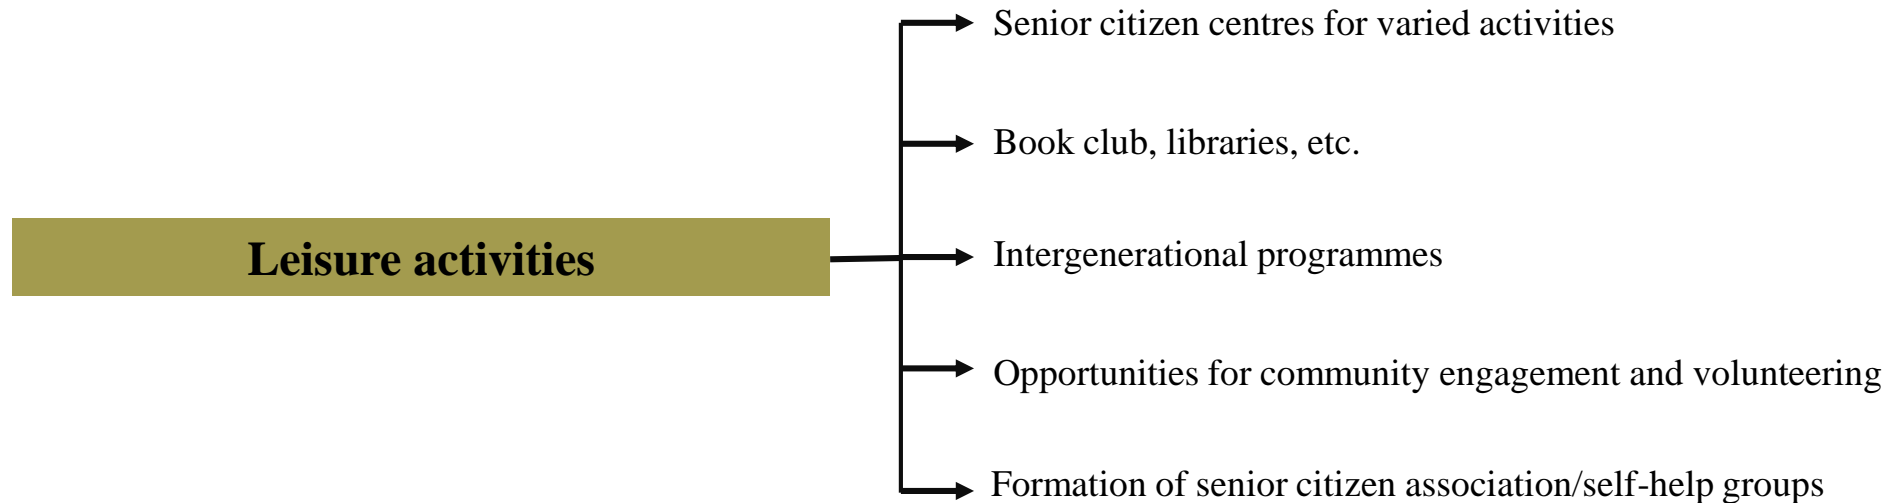 Senior citizen centres for varied activities
Book club, libraries, etc.
Leisure activities
Intergenerational programmes
Opportunities for community engagement and volunteering
Formation of senior citizen association/self-help groups